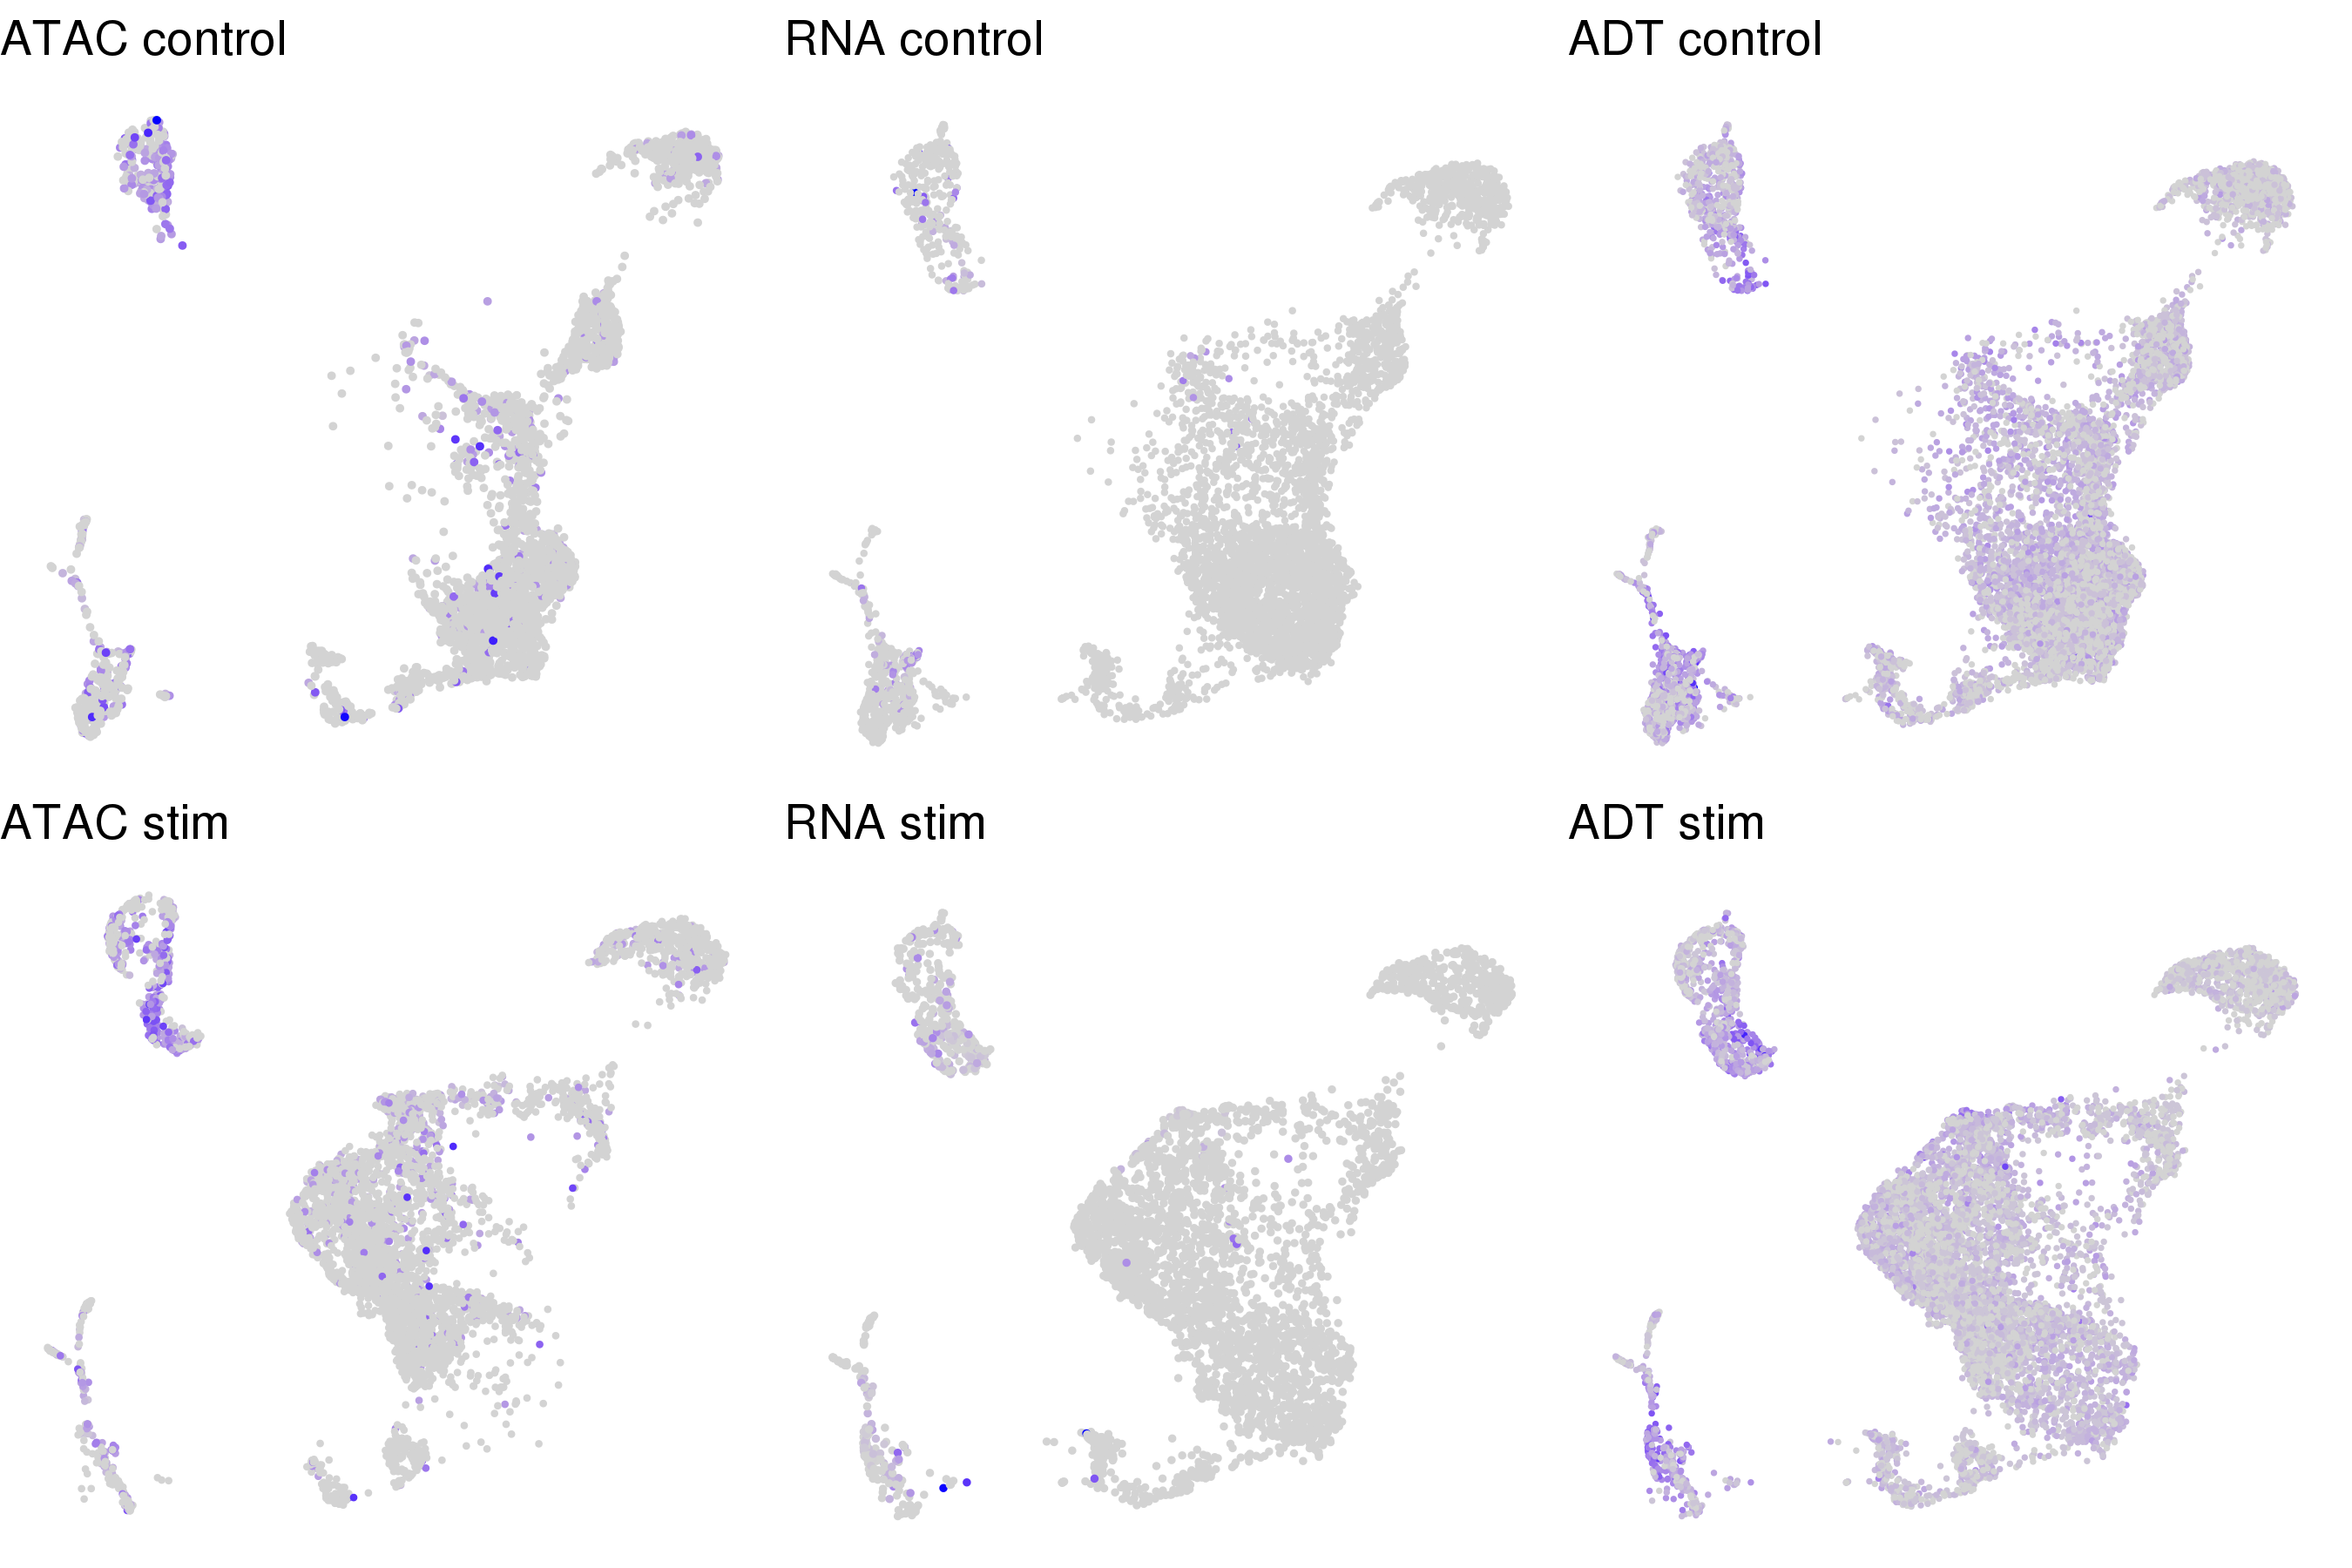 ATAC control
RNA control
ADT control
ATAC stim
RNA stim
ADT stim